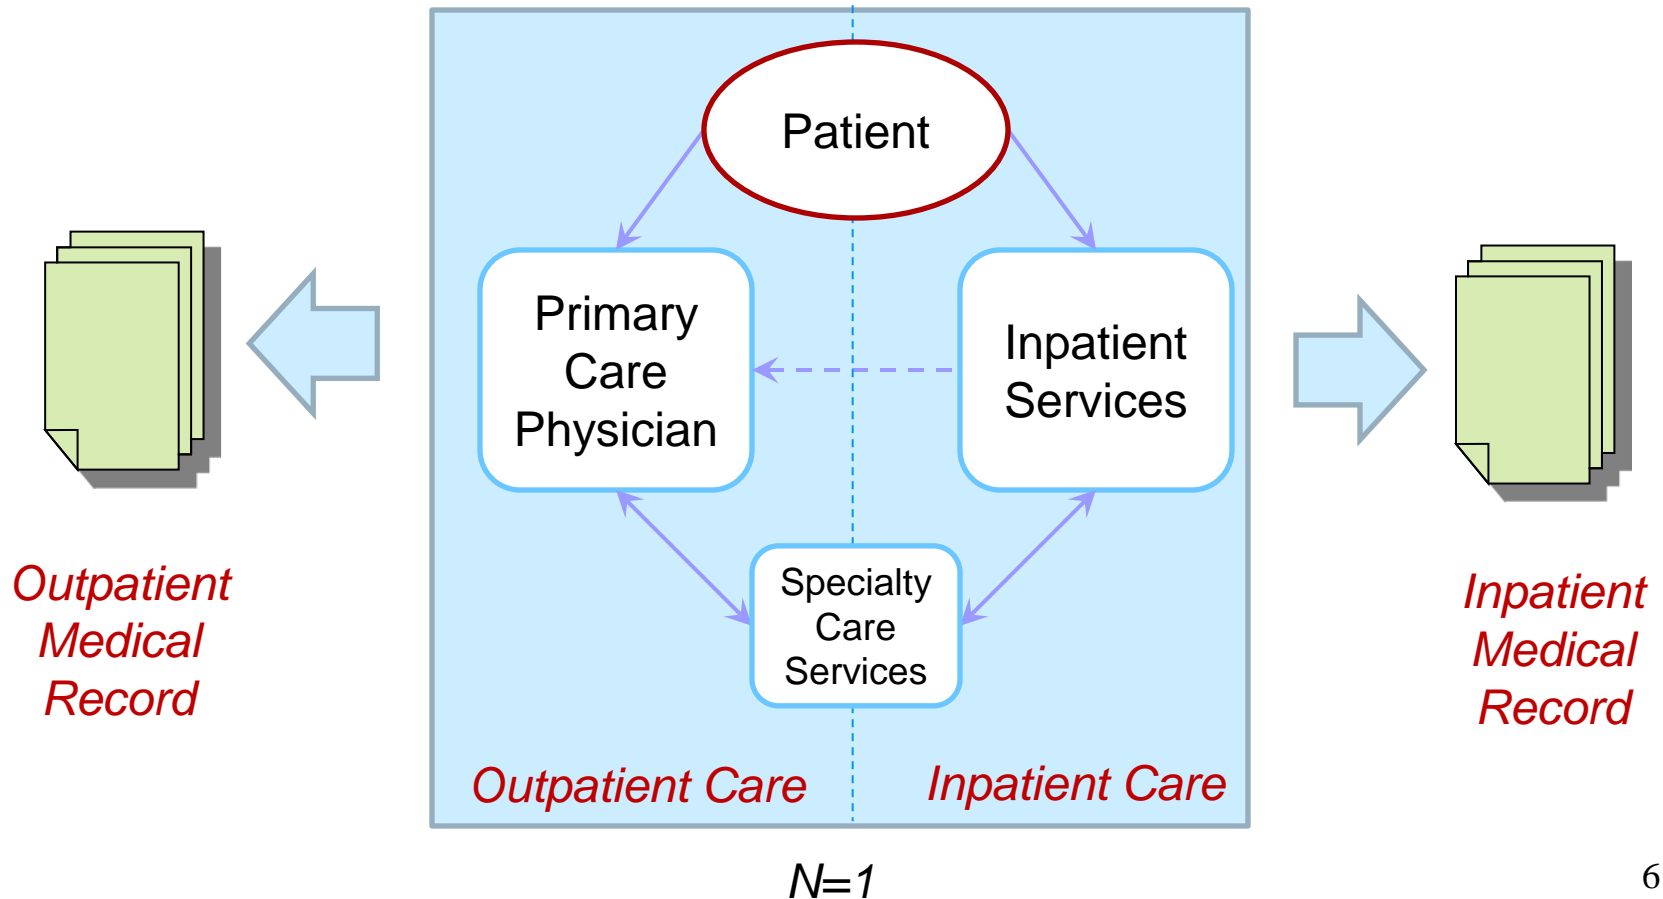 Patient
Primary
Care
Physician
Inpatient
Services
Specialty
Care
Services
Outpatient
Medical
Record
Inpatient
Medical
Record
Outpatient Care
Inpatient Care
N=1
6